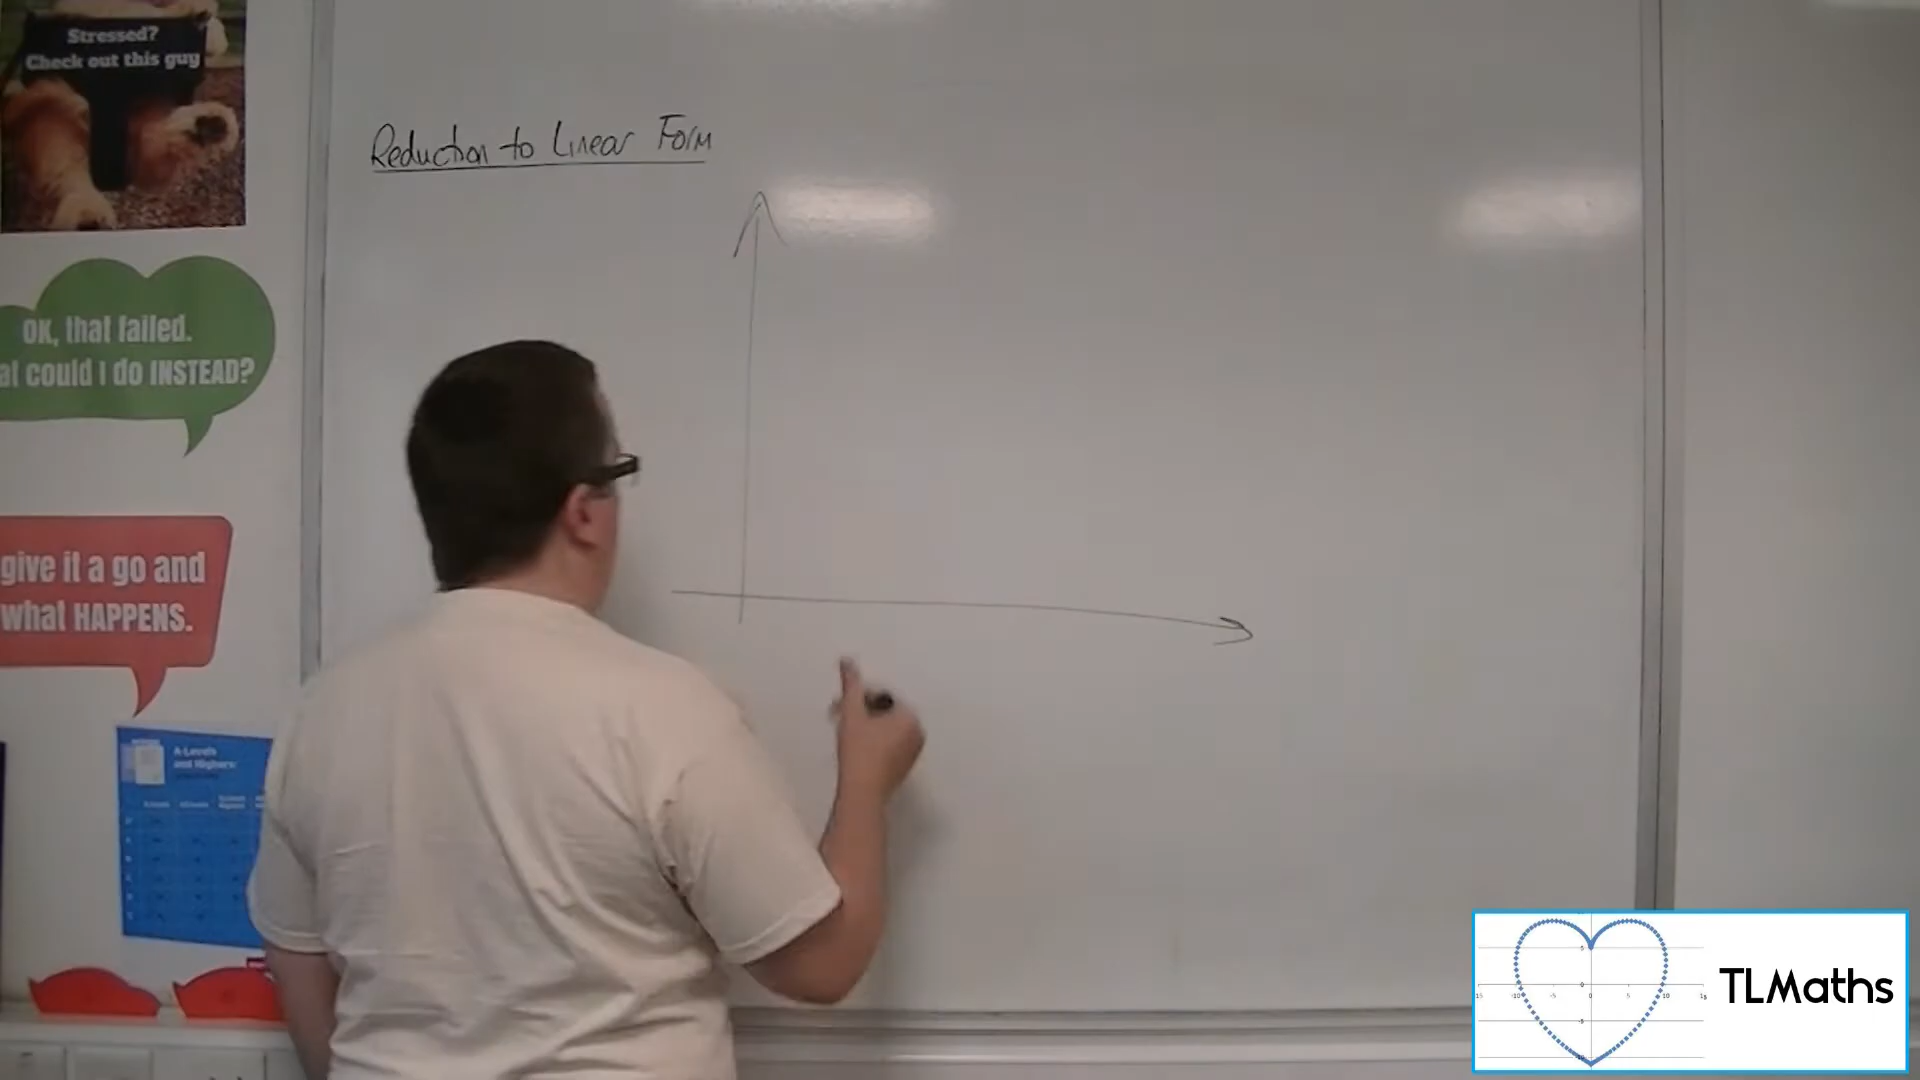 Stressed?
Check out this guy
Reduction to Linear Form
OK, that failed.
at could I do INSTEAD?
give it a go and
what HAPPENS.
A-Levels
and Highers:
TLMaths